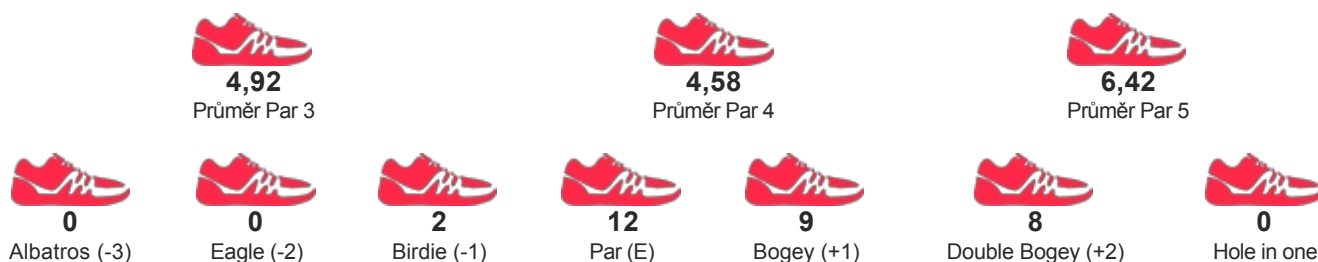 4,92
Průměr Par 3
4,58
Průměr Par 4
6,42
Průměr Par 5
0
Albatros (-3)
0
Eagle (-2)
2
Birdie (-1)
12
Par (E)
9
Bogey (+1)
8
Double Bogey (+2)
0
Hole in one